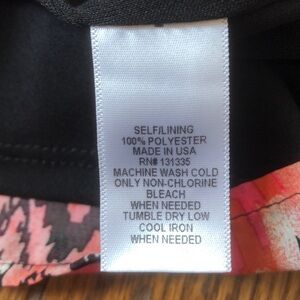 SELF/LINING
100% POLYESTER
MADE IN USA
RN# 131335
MACHINE WASH COLD
ONLY NON-CHLORINE
BLEACH
WHEN NEEDED
TUMBLE DRY LOW
COOL IRON
WHEN NEEDED